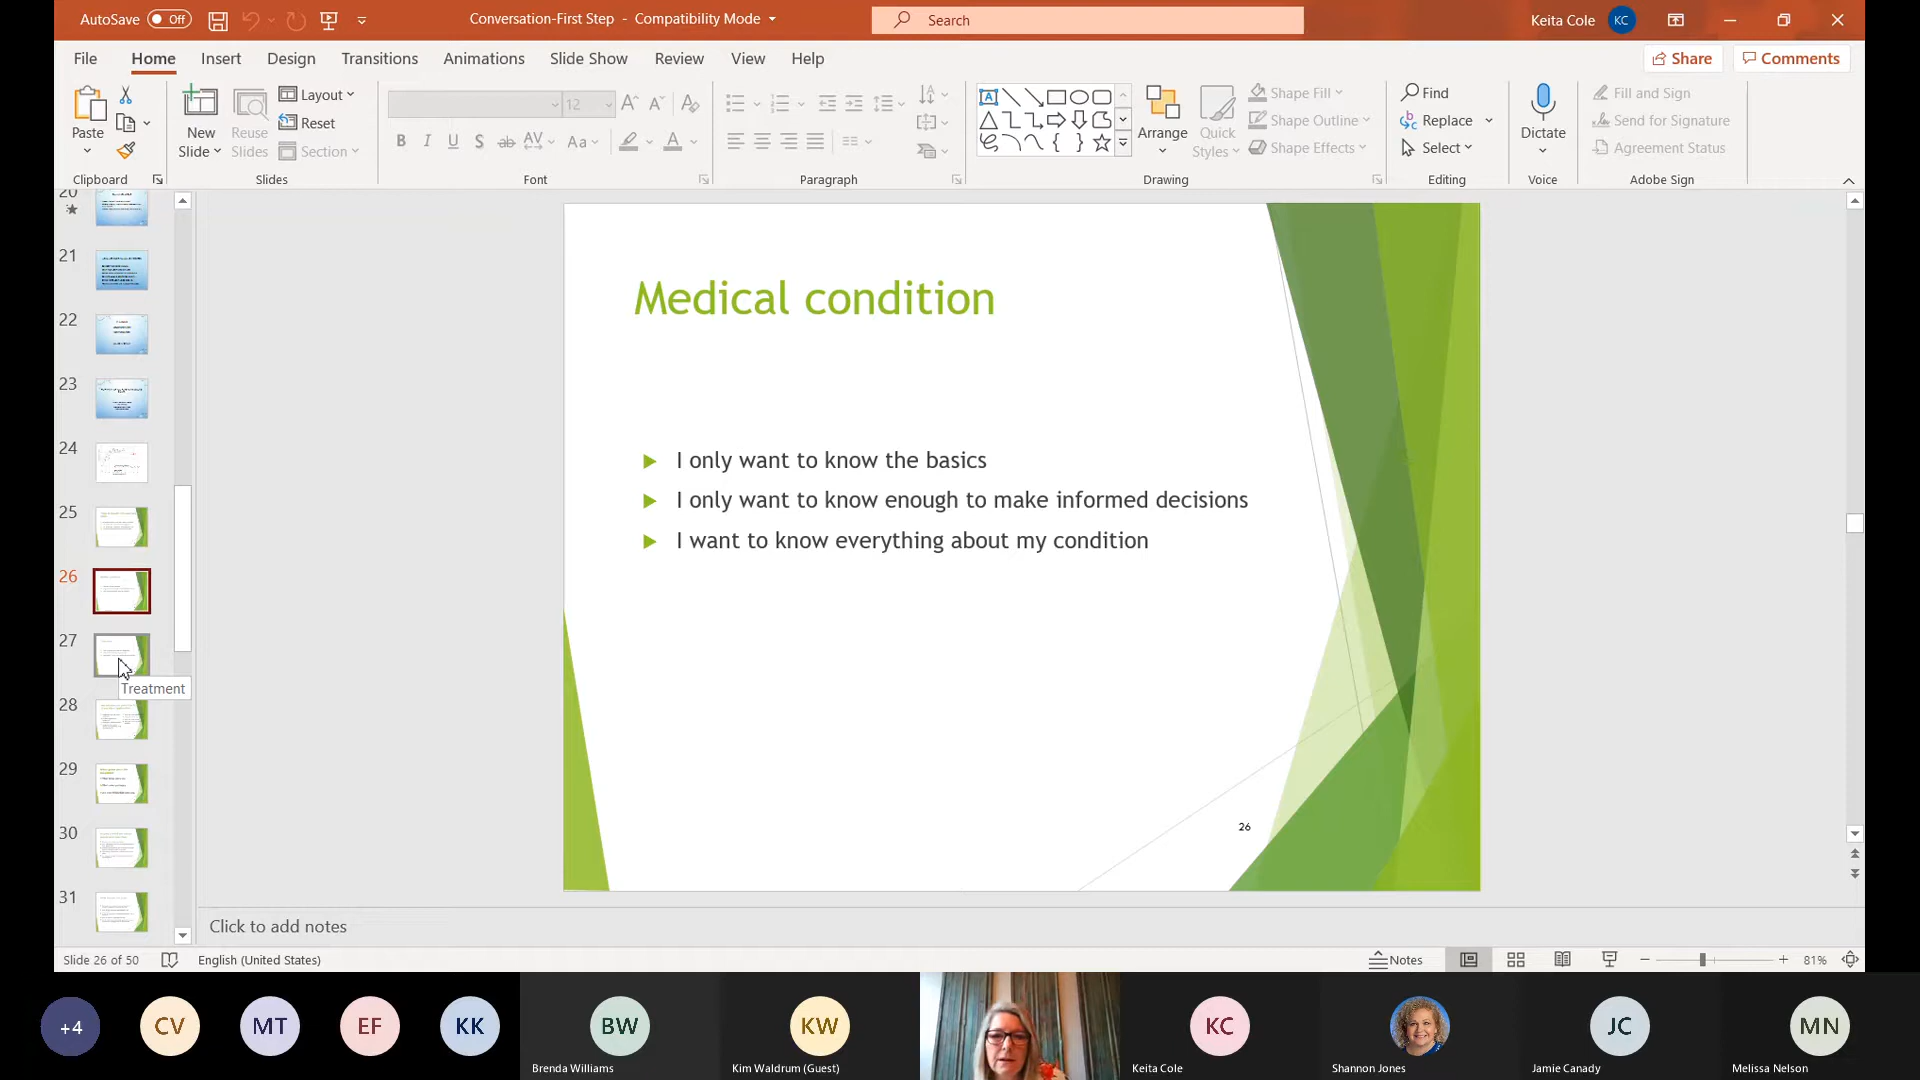 AutoSave Off Conversation-First Step - Compatibility Mode Search Keita Cole KC
File Home Insert Design Transitions Animations Slide Show Review View Help Share Comments
Paste New Slide Reuse Slides Layout Reset Section
12
B I U S ab AV Aa A
Arrange Quick Styles Shape Fill Shape Outline Shape Effects
Find Replace Select Dictate Fill and Sign Send for Signature Agreement Status
Clipboard Slides Font Paragraph Drawing Editing Voice Adobe Sign
20
21
22
23
24
25
26
27
Treatment
28
29
30
31
Medical condition
I only want to know the basics
I only want to know enough to make informed decisions
I want to know everything about my condition
26
Click to add notes
Slide 26 of 50 English (United States) Notes 81%
+4 CV MT EF KK BW KW KC JC MN
Brenda Williams Kim Waldrum (Guest) Keita Cole Shannon Jones Jamie Canady Melissa Nelson